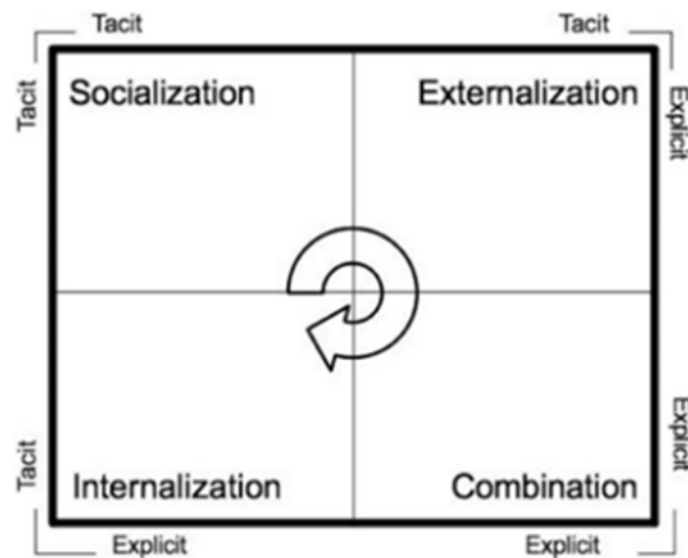 Tacit
Tacit
Tacit
Socialization
Externalization
Explicit
Tacit
Internalization
Combination
Explicit
Explicit
Explicit